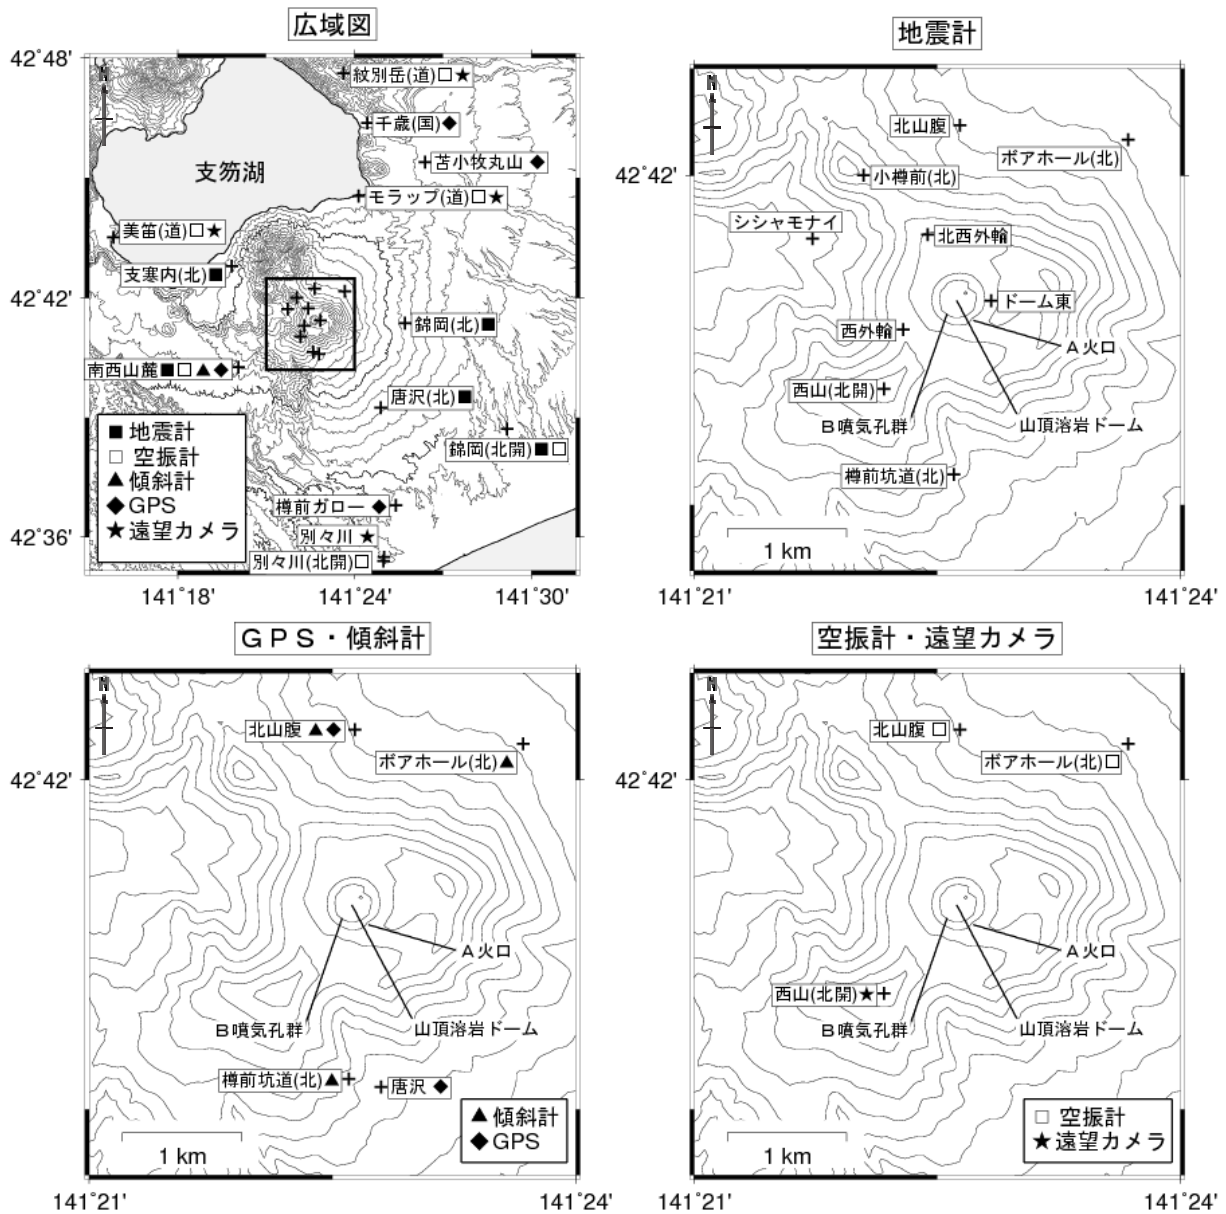 広域図
42˚48'
42˚42'
42˚36'
141˚18'
141˚24'
141˚30'
N
紋別岳(道)□★
千歳(国)◆
苫小牧丸山◆
支笏湖
モラップ(道)□★
美笛(道)□★
支寒内(北)■
錦岡(北)■
南西山麓■□▲◆
唐沢(北)■
錦岡(北開)■□
樽前ガロー◆
別々川★
別々川(北開)□
■地震計
□空振計
▲傾斜計
◆GPS
★遠望カメラ
地震計
N
42˚42'
北山腹
ボアホール(北)
小樽前(北)
シシャモナイ
北西外輪
ドーム東
西外輪
A火口
西山(北開)
B噴気孔群
山頂溶岩ドーム
樽前坑道(北)
1 km
141˚21'
141˚24'
GPS・傾斜計
N
42˚42'
北山腹▲◆
ボアホール(北)▲
A火口
B噴気孔群
山頂溶岩ドーム
樽前坑道(北)▲
唐沢◆
▲傾斜計
◆GPS
1 km
141˚21'
141˚24'
空振計・遠望カメラ
N
42˚42'
北山腹□
ボアホール(北)□
A火口
西山(北開)★
B噴気孔群
山頂溶岩ドーム
□空振計
★遠望カメラ
1 km
141˚21'
141˚24'